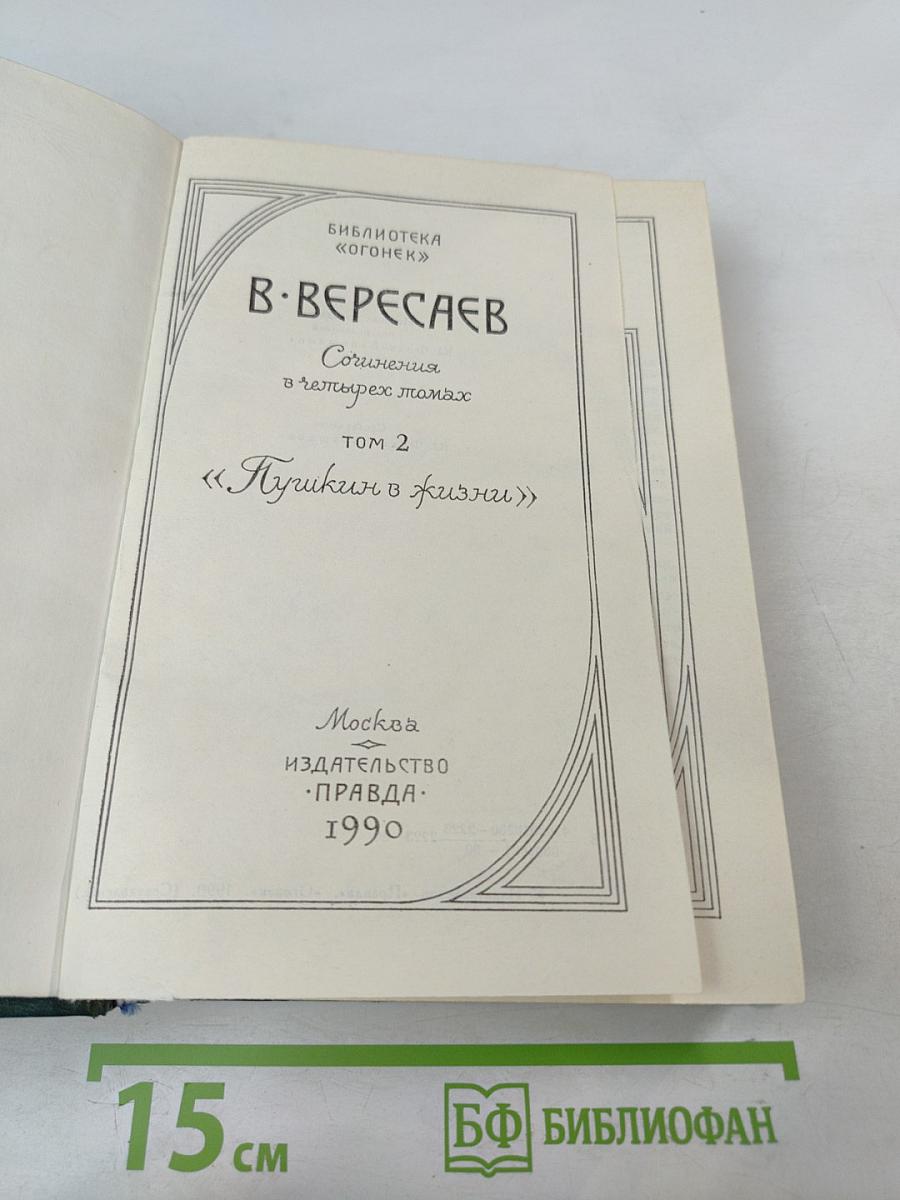 БИБЛИОТЕКА
«ОГОНЕК»
В·ВЕРЕСАЕВ
Сочинения
в четырех томах
ТОМ 2
«Пушкин в жизни»
Москва
ИЗДАТЕЛЬСТВО
·ПРАВДА·
1990
15 см
БФ БИБЛИОФАН